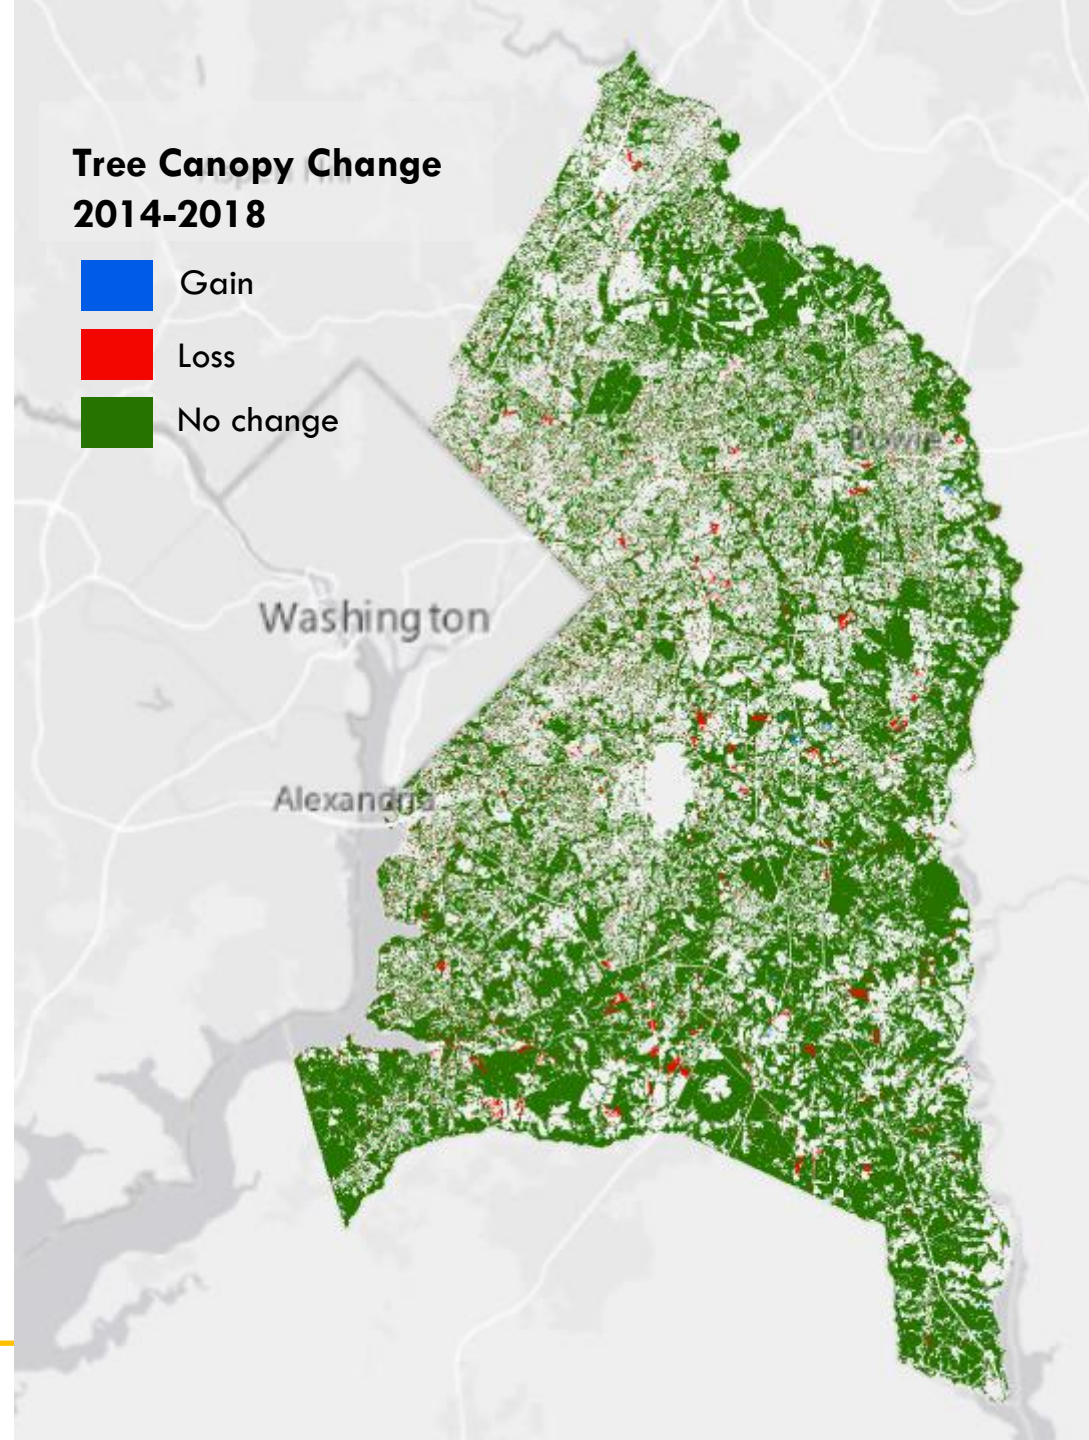 Tree Canopy Change
2014-2018
Gain
Loss
No change
Bowie
Washington
Alexandria